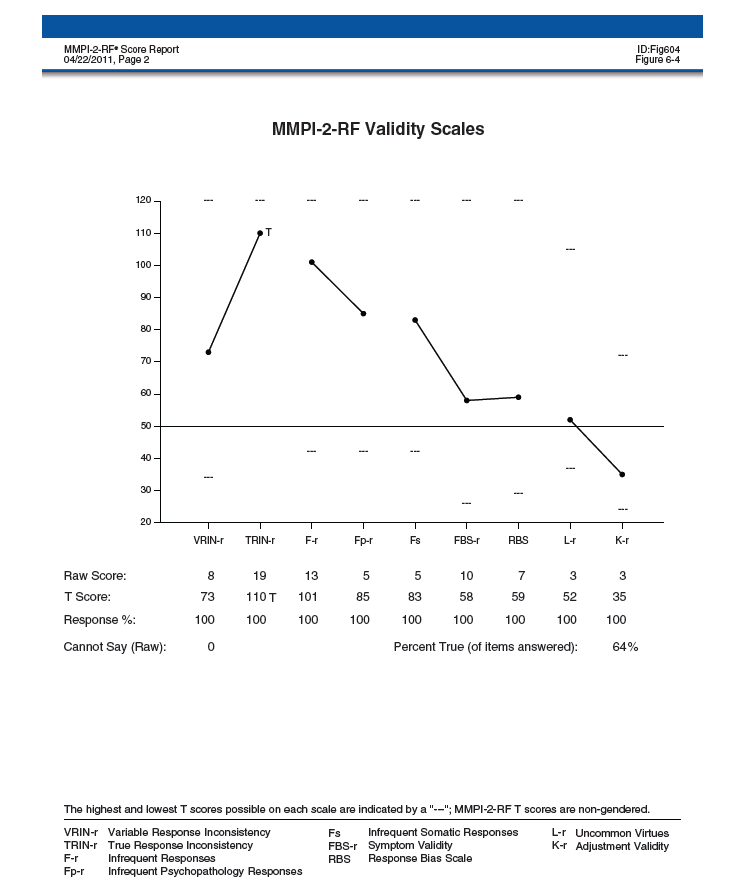 MMPI-2-RF® Score Report ID:Fig604
04/22/2011, Page 2 Figure 6-4
MMPI-2-RF Validity Scales
120 --- --- --- --- --- --- ---
110 T
100
90
80
70
60
50
40
30
20
--- --- --- --- --- --- --- --- --- ---
VRIN-r TRIN-r F-r Fp-r Fs FBS-r RBS L-r K-r
Raw Score: 8 19 13 5 5 10 7 3 3
T Score: 73 110 T 101 85 83 58 59 52 35
Response %: 100 100 100 100 100 100 100 100 100
Cannot Say (Raw): 0 Percent True (of items answered): 64%
The highest and lowest T scores possible on each scale are indicated by a "---"; MMPI-2-RF T scores are non-gendered.
VRIN-r Variable Response Inconsistency Fs Infrequent Somatic Responses L-r Uncommon Virtues
TRIN-r True Response Inconsistency FBS-r Symptom Validity K-r Adjustment Validity
F-r Infrequent Responses RBS Response Bias Scale
Fp-r Infrequent Psychopathology Responses